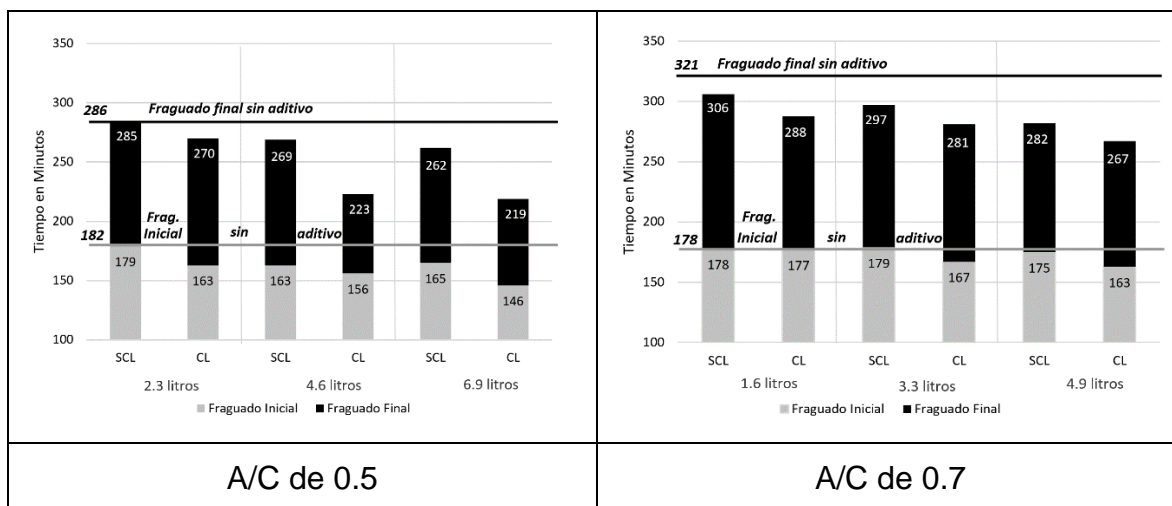 350
300
250
200
150
100
Tiempo en Minutos
286 Fraguado final sin aditivo
285 270 269 223 262 219
Frag.
182 Inicial sin aditivo
179 163 163 156 165 146
SCL CL SCL CL SCL CL
2.3 litros 4.6 litros 6.9 litros
Fraguado Inicial Fraguado Final
A/C de 0.5
350
300
250
200
150
100
Tiempo en Minutos
321 Fraguado final sin aditivo
306 288 297 281 282 267
Frag.
178 Inicial sin aditivo
178 177 179 167 175 163
SCL CL SCL CL SCL CL
1.6 litros 3.3 litros 4.9 litros
Fraguado Inicial Fraguado Final
A/C de 0.7